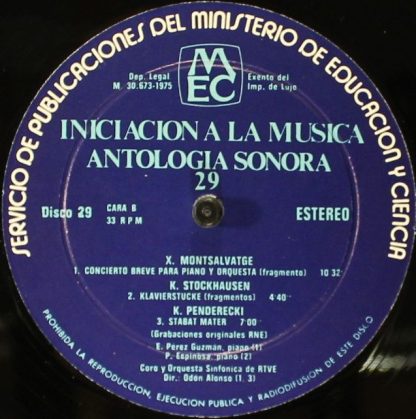 SERVICIO DE PUBLICACIONES DEL MINISTERIO DE EDUCACION Y CIENCIA
MEC
Dep. Legal
M. 30.673-1975
Exento del
Imp. de Lujo
INICIACION A LA MUSICA
ANTOLOGIA SONORA
29
Disco 29
CARA B
33 RPM
ESTEREO
X. MONTSALVATGE
1. CONCIERTO BREVE PARA PIANO Y ORQUESTA (fragmento) 10 32
K. STOCKHAUSEN
2. KLAVIERSTUCKE (fragmentos) 4'40''
K. PENDERECKI
3. STABAT MATER 7'00''
(Grabaciones originales RNE)
E. Perez Guzmán, piano (1)
P. Espinosa, piano (2)
Coro y Orquesta Sinfonica de RTVE
Dir.: Odón Alonso (1, 3)
PROHIBIDA LA REPRODUCCION, EJECUCION PUBLICA Y RADIODIFUSION DE ESTE DISCO